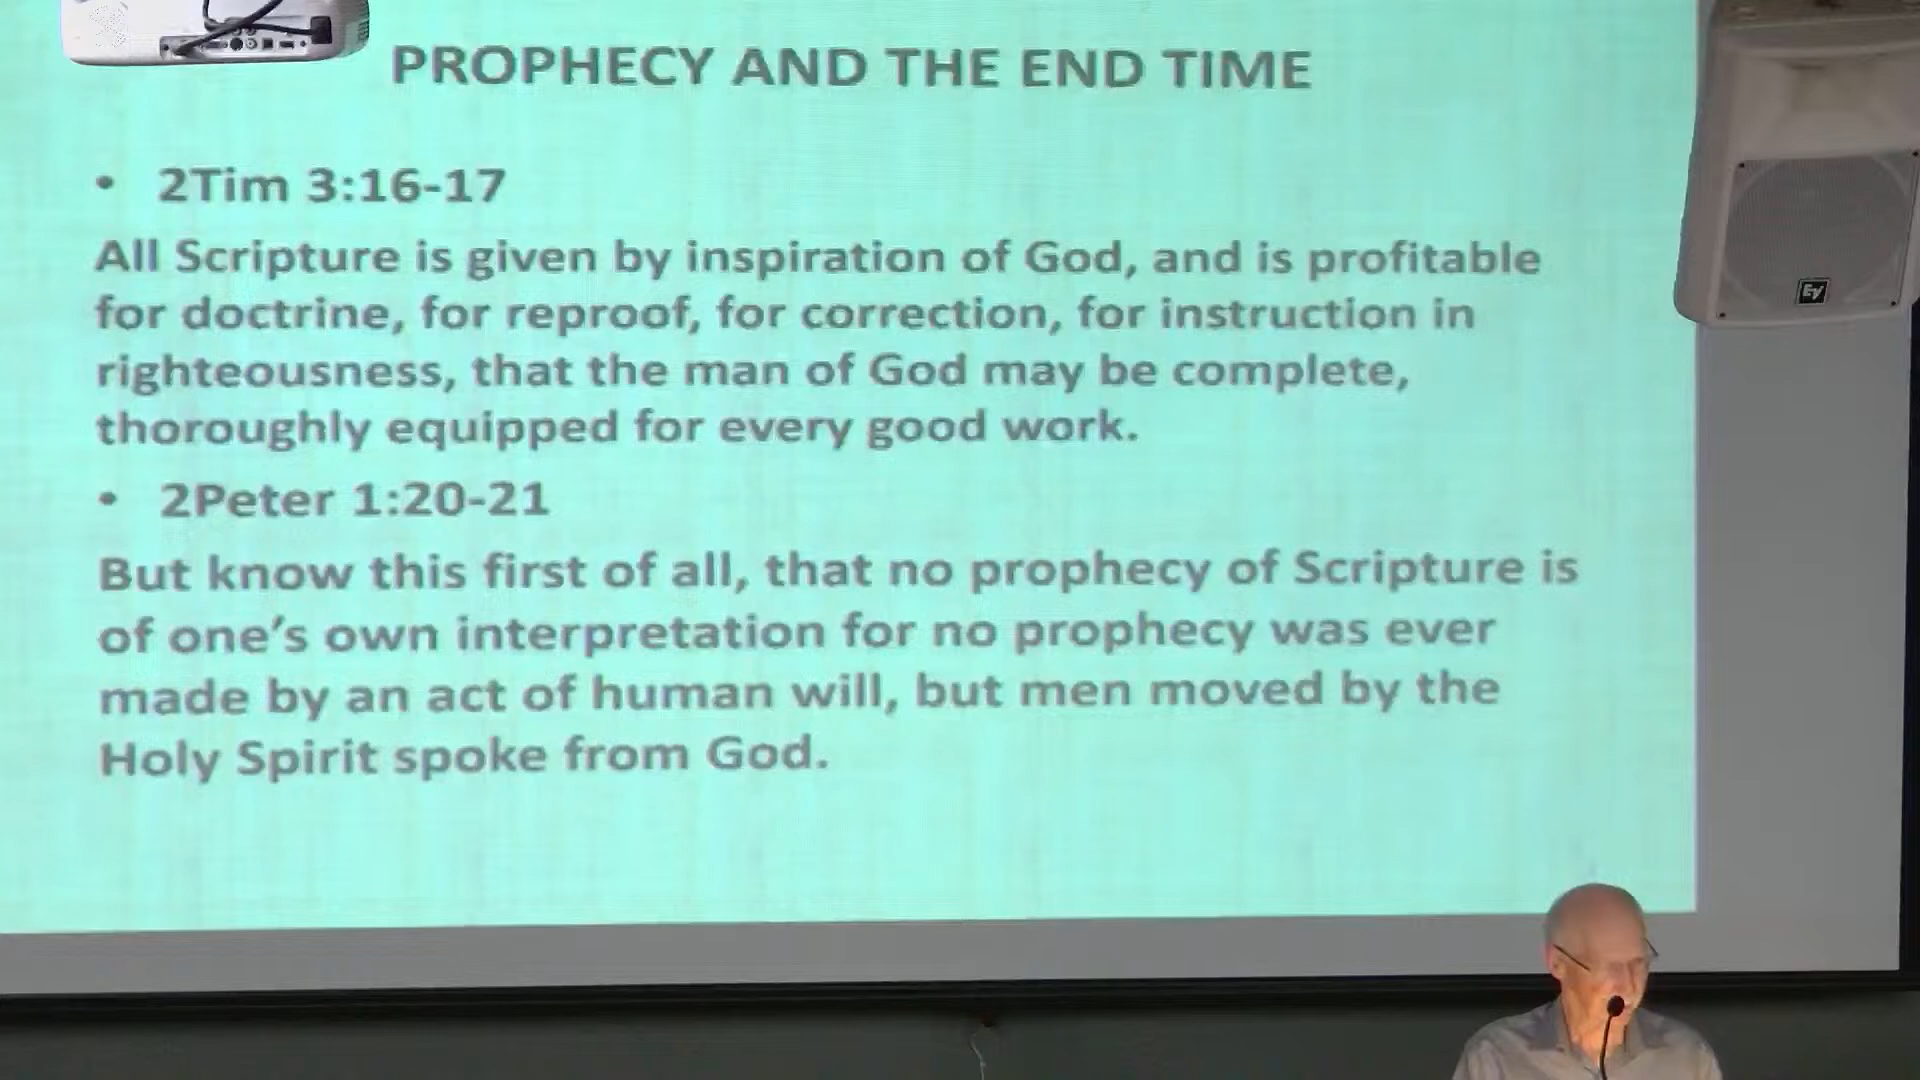 PROPHECY AND THE END TIME
• 2Tim 3:16-17
All Scripture is given by inspiration of God, and is profitable
for doctrine, for reproof, for correction, for instruction in
righteousness, that the man of God may be complete,
thoroughly equipped for every good work.
• 2Peter 1:20-21
But know this first of all, that no prophecy of Scripture is
of one’s own interpretation for no prophecy was ever
made by an act of human will, but men moved by the
Holy Spirit spoke from God.
EV